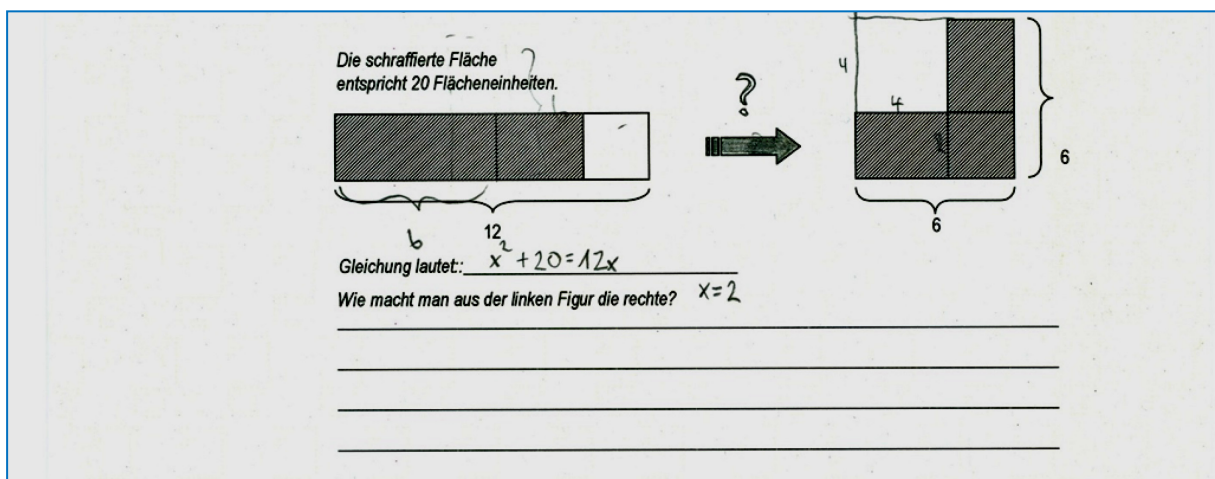 Die schraffierte Fläche
entspricht 20 Flächeneinheiten.
?
4
4
6
6
12
6
Gleichung lautet:: x² + 20 = 12x
Wie macht man aus der linken Figur die rechte? x=2